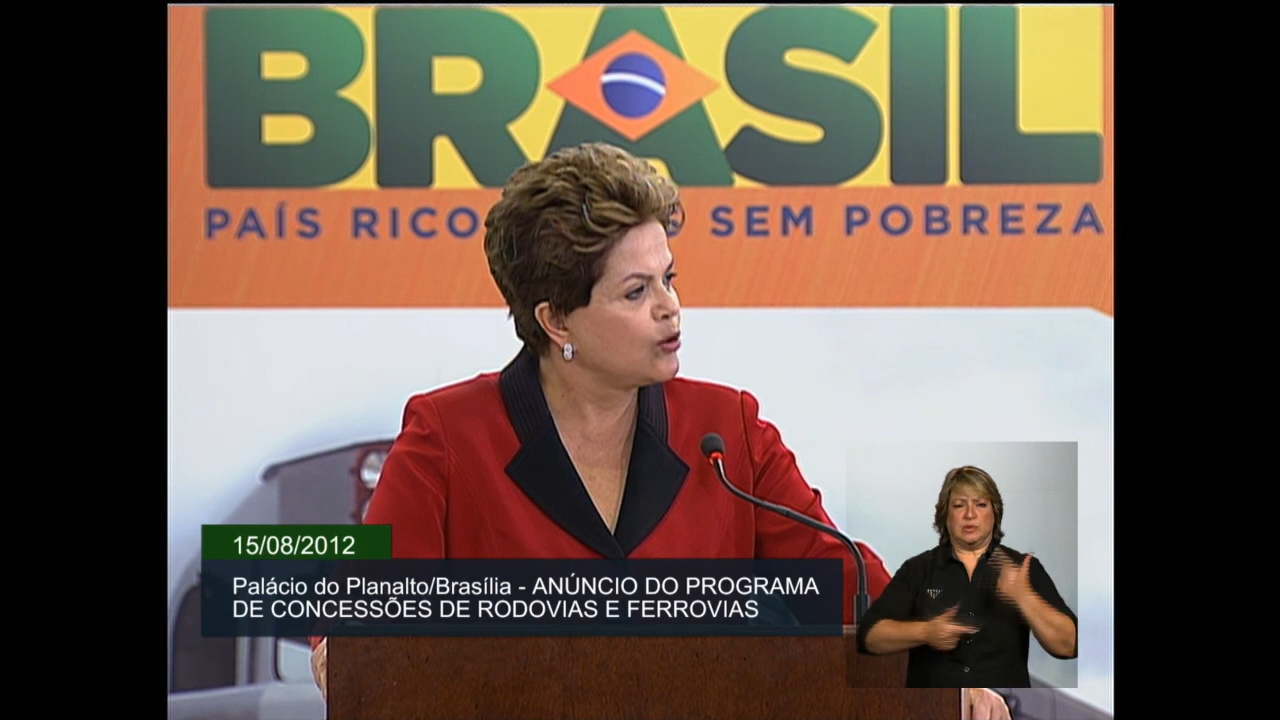 BRASIL
PAÍS RICO SEM POBREZA
15/08/2012
Palácio do Planalto/Brasília - ANÚNCIO DO PROGRAMA
DE CONCESSÕES DE RODOVIAS E FERROVIAS